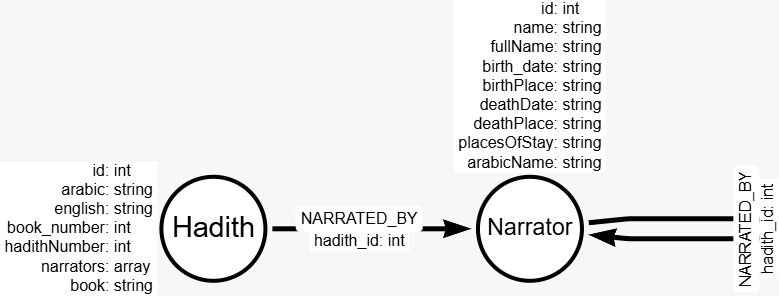 id: int
name: string
fullName: string
birth_date: string
birthPlace: string
deathDate: string
deathPlace: string
placesOfStay: string
arabicName: string
id: int
arabic: string
english: string
book_number: int
hadithNumber: int
narrators: array
book: string
Hadith
NARRATED_BY
hadith_id: int
Narrator
NARRATED_BY
hadith_id: int